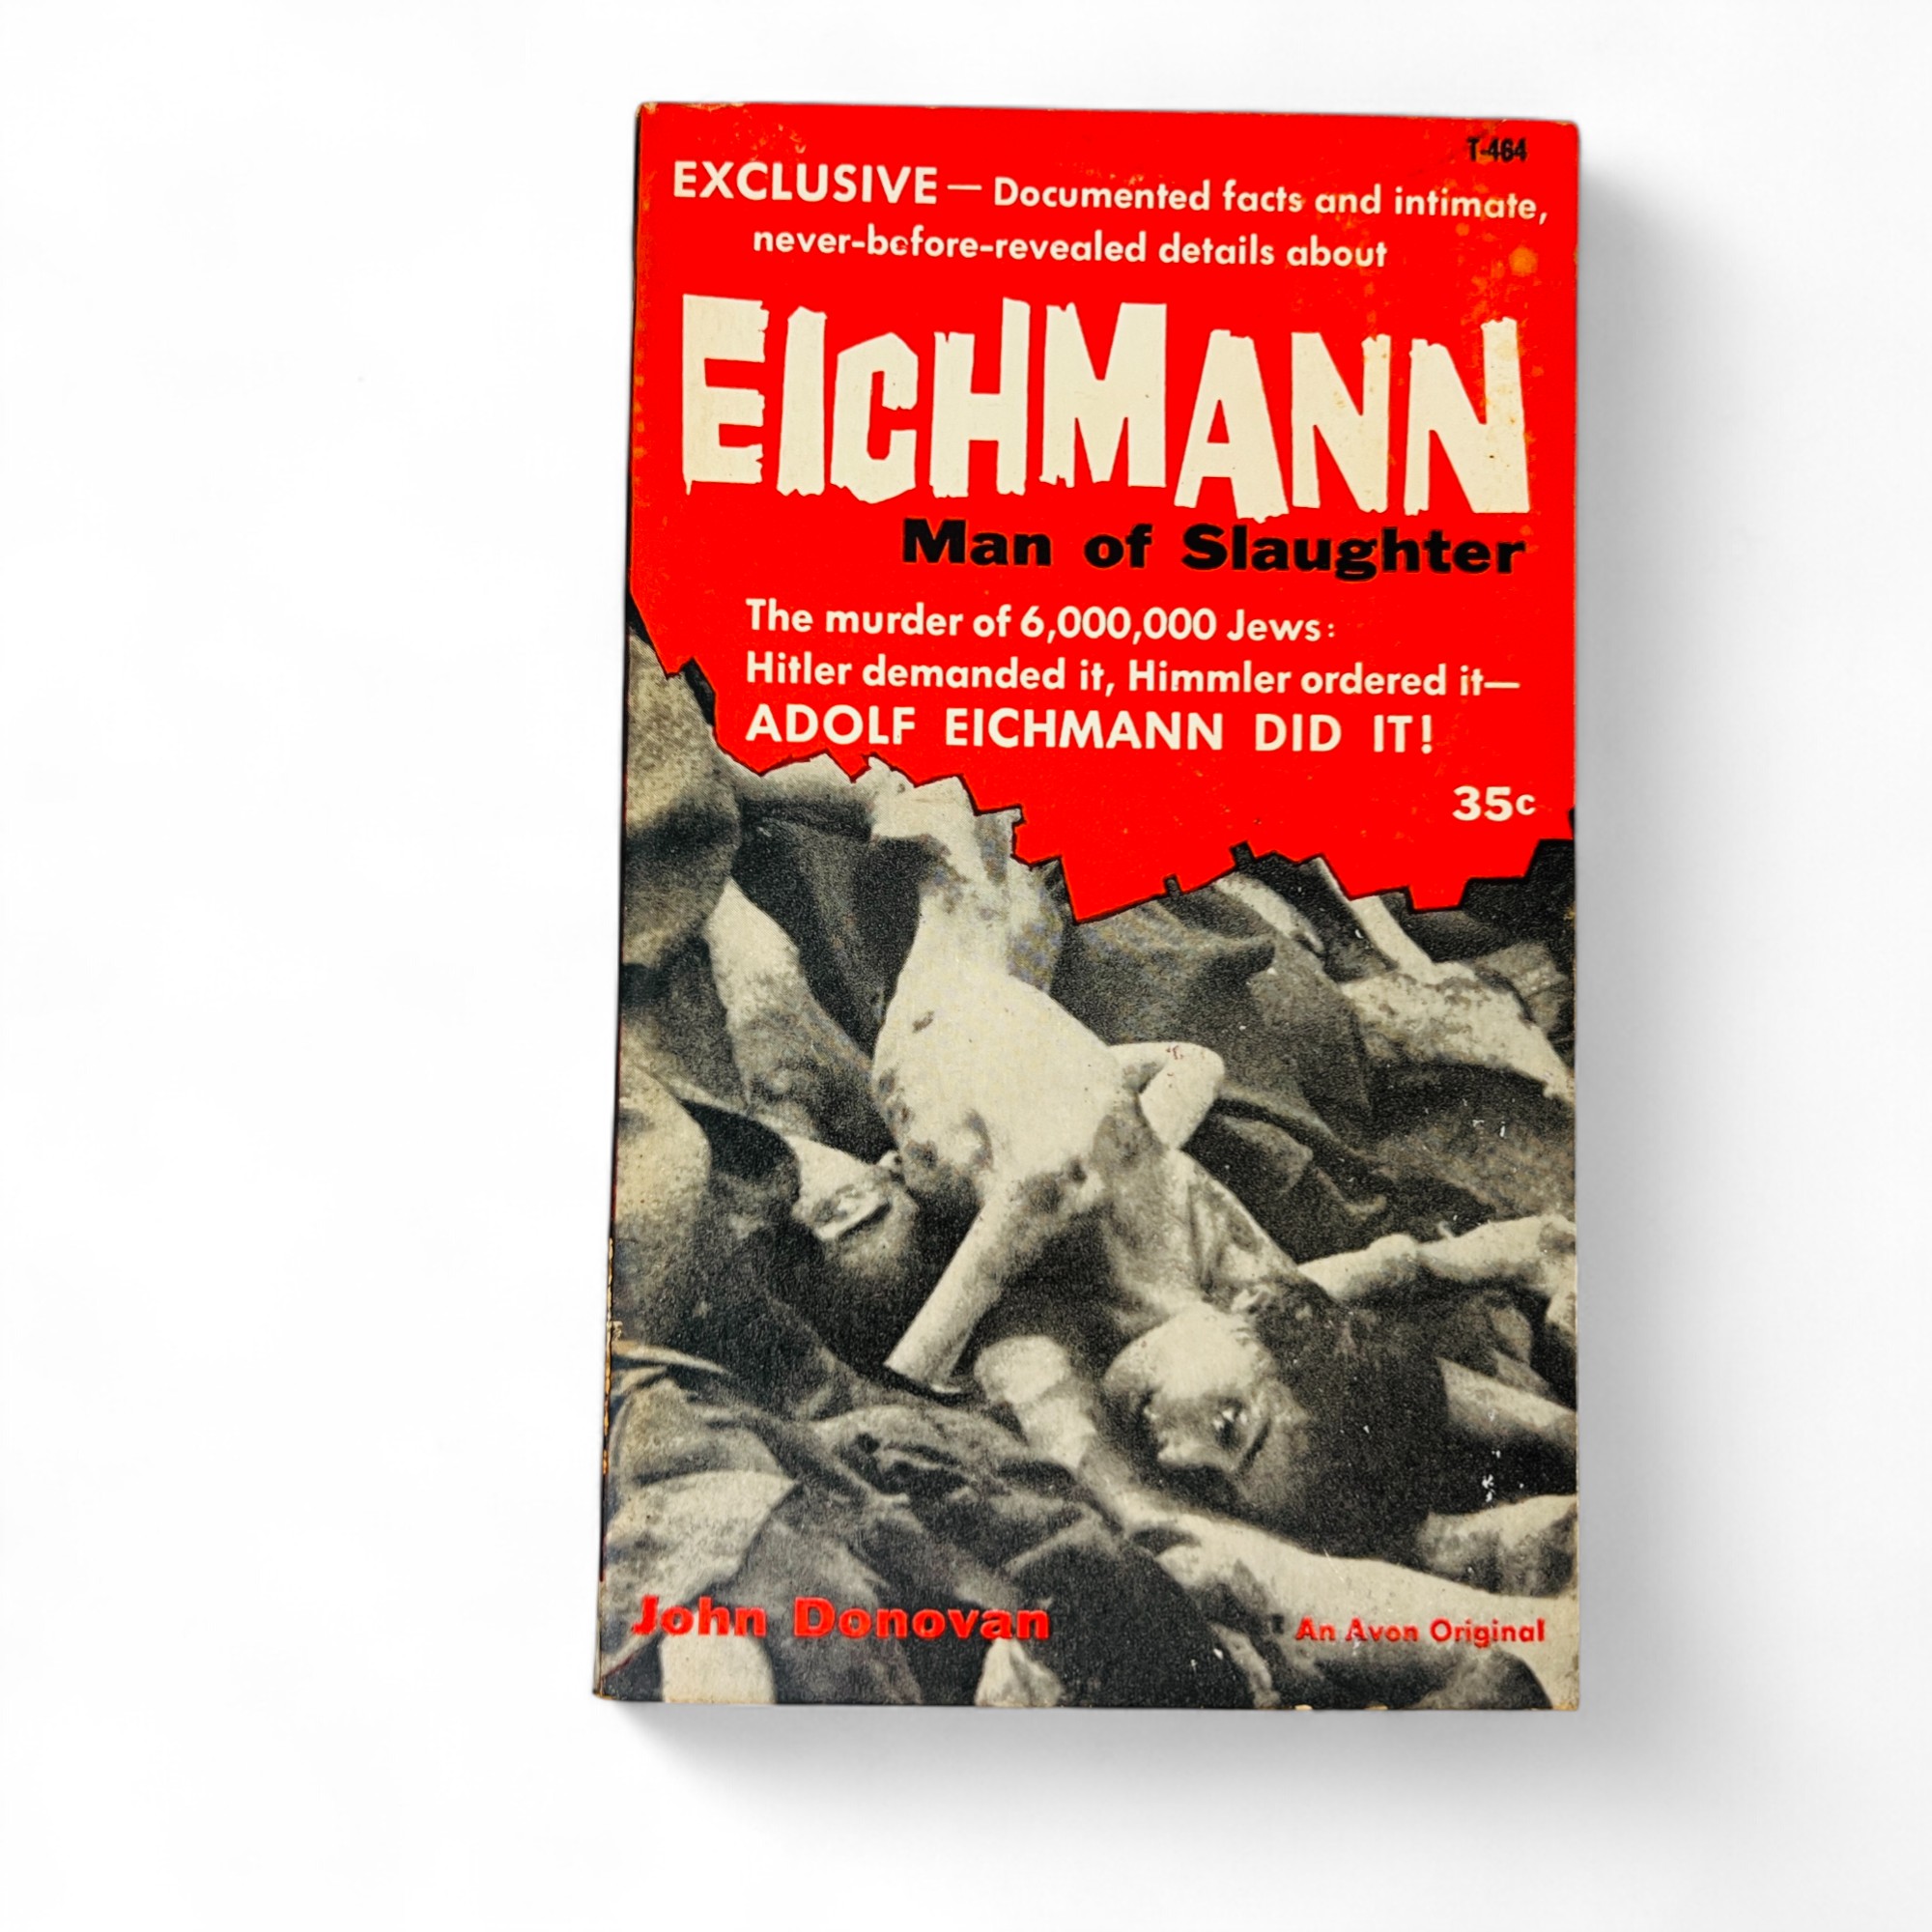 T-464
EXCLUSIVE — Documented facts and intimate,
never-before-revealed details about
EICHMANN
Man of Slaughter
The murder of 6,000,000 Jews:
Hitler demanded it, Himmler ordered it—
ADOLF EICHMANN DID IT!
35c
John Donovan
An Avon Original